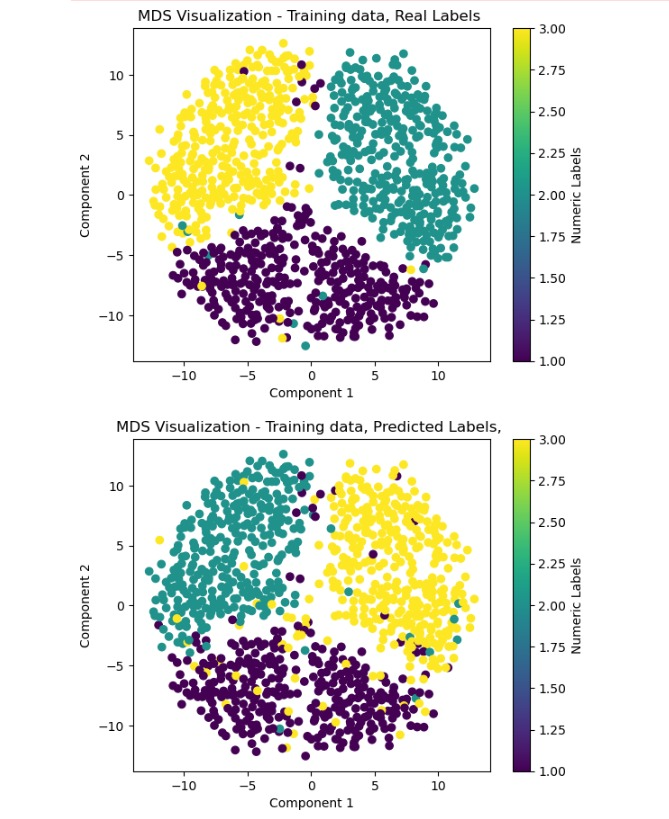 MDS Visualization - Training data, Real Labels
3.00
2.75
2.50
2.25
2.00
1.75
1.50
1.25
1.00
Numeric Labels
10
5
0
−5
−10
Component 2
−10 −5 0 5 10
Component 1
MDS Visualization - Training data, Predicted Labels,
3.00
2.75
2.50
2.25
2.00
1.75
1.50
1.25
1.00
Numeric Labels
10
5
0
−5
−10
Component 2
−10 −5 0 5 10
Component 1